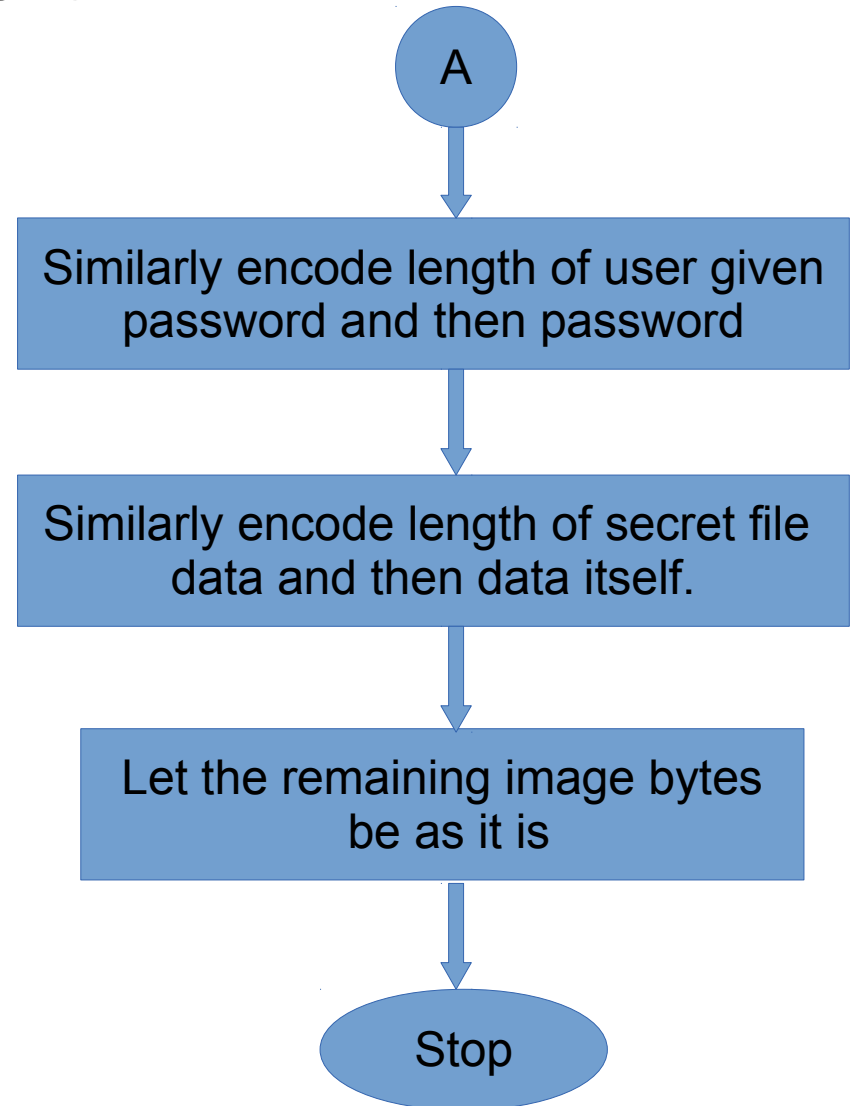 A
Similarly encode length of user given
password and then password
Similarly encode length of secret file
data and then data itself.
Let the remaining image bytes
be as it is
Stop